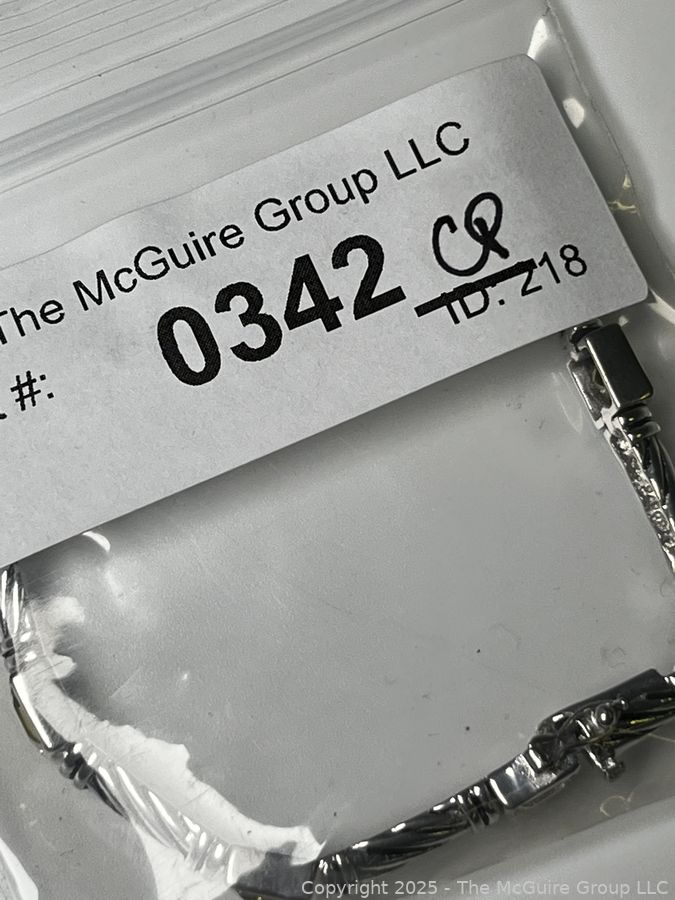 The McGuire Group LLC
#: 0342 CR
ID: 218
Copyright 2025 - The McGuire Group LLC